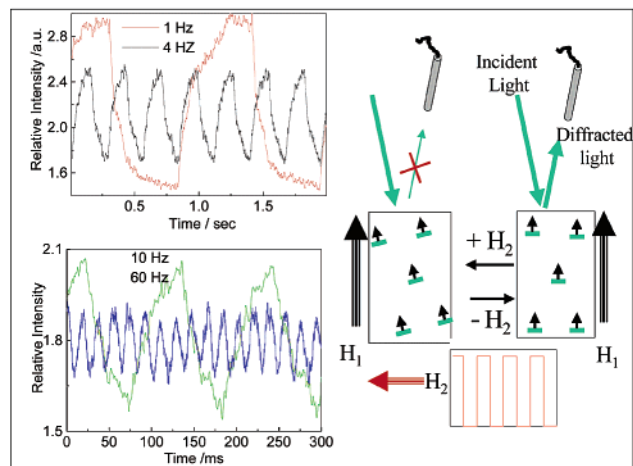 Relative Intensity /a.u.
2.8
2.4
2.0
1.6
1 Hz
4 HZ
0.5
1.0
1.5
Time / sec
Relative Intensity
2.1
1.8
1.5
10 Hz
60 Hz
0
50
100
150
200
250
300
Time /ms
Incident
Light
Diffracted
light
+ H2
- H2
H1
H1
H2